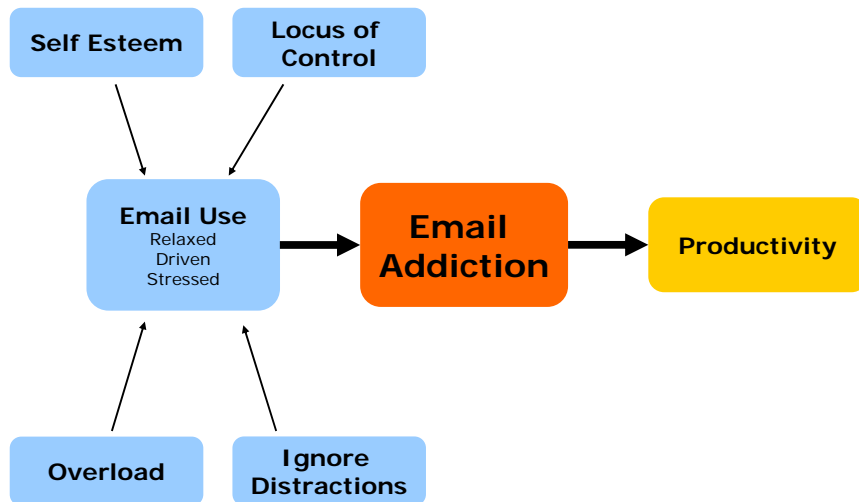 Self Esteem
Locus of
Control
Email Use
Relaxed
Driven
Stressed
Email
Addiction
Productivity
Overload
Ignore
Distractions